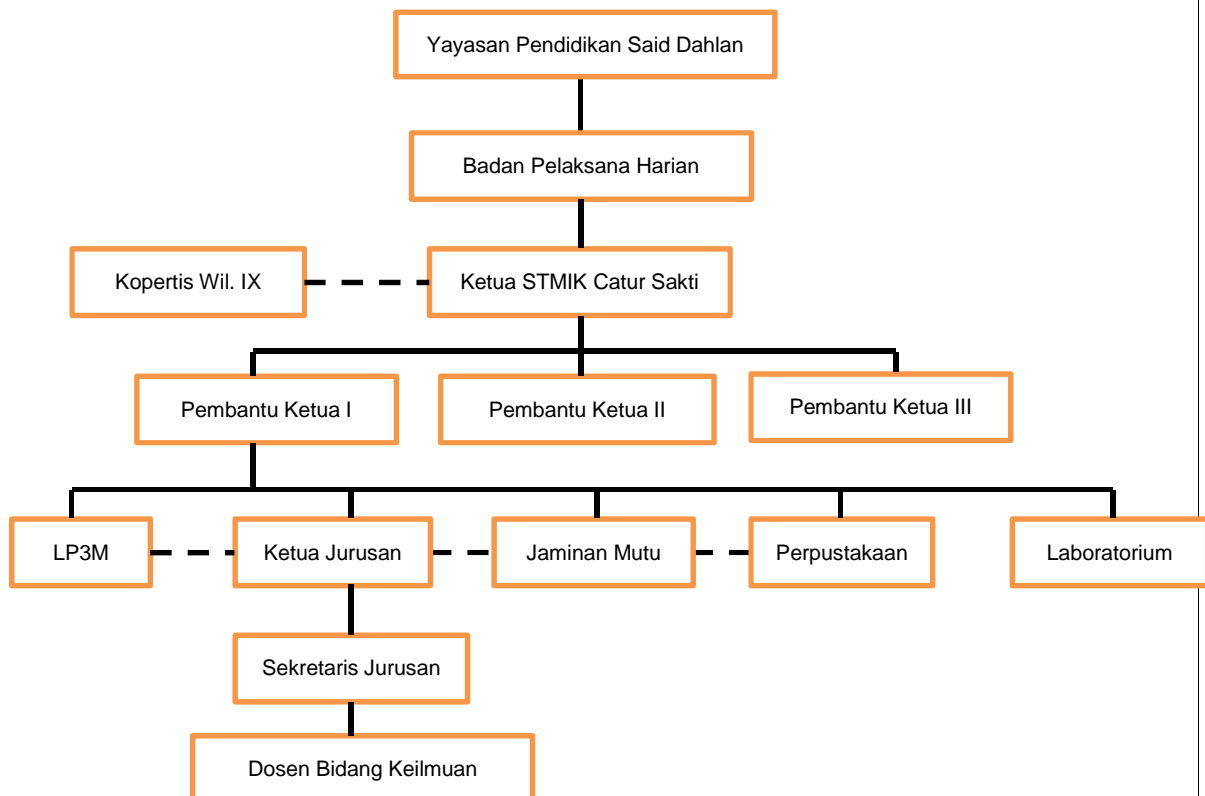 Yayasan Pendidikan Said Dahlan
Badan Pelaksana Harian
Kopertis Wil. IX
Ketua STMIK Catur Sakti
Pembantu Ketua I
Pembantu Ketua II
Pembantu Ketua III
LP3M
Ketua Jurusan
Jaminan Mutu
Perpustakaan
Laboratorium
Sekretaris Jurusan
Dosen Bidang Keilmuan